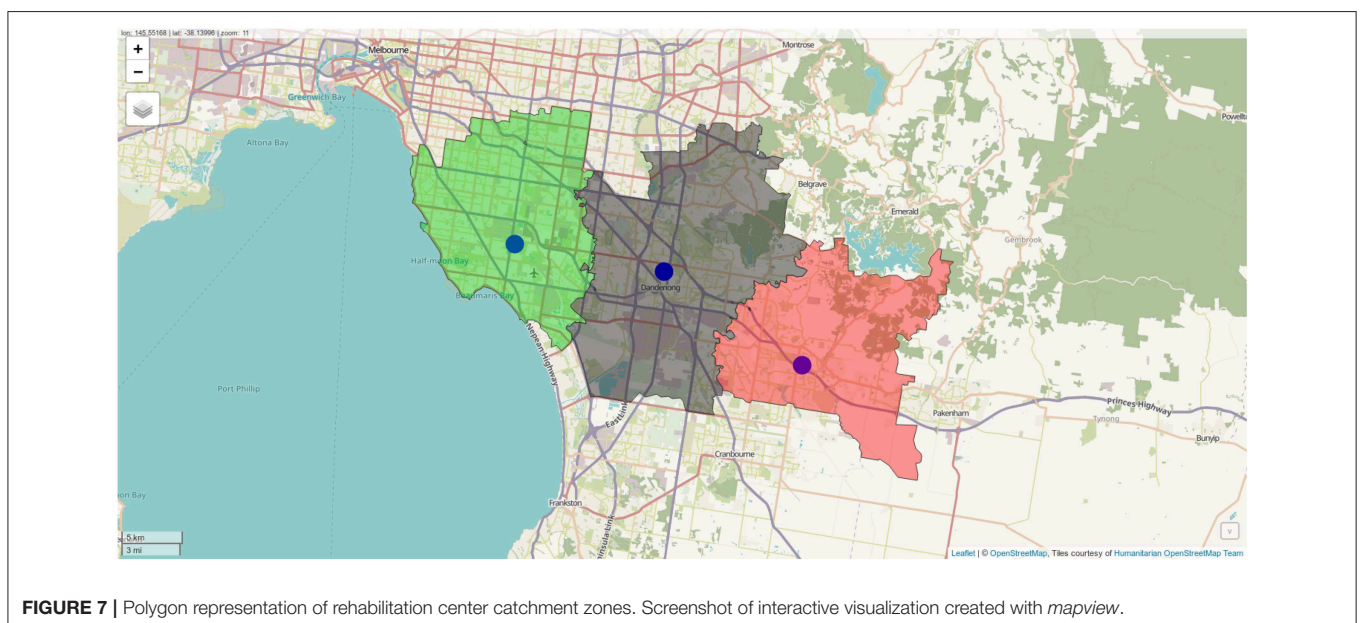 lon: 145.55168 | lat: -38.13996 | zoom: 11
+
−
Melbourne
Montrose
Greenwich Bay
Altona Bay
Belgrave
Emerald
Gembrook
Half-moon Bay
Dandenong
Beaumaris Bay
Nepean Highway
Port Phillip
EastLink
Princes Highway
Pakenham
Tynong
Bunyip
Cranbourne
Frankston
5 km
3 mi
Leaflet | © OpenStreetMap, Tiles courtesy of Humanitarian OpenStreetMap Team
FIGURE 7 | Polygon representation of rehabilitation center catchment zones. Screenshot of interactive visualization created with mapview.